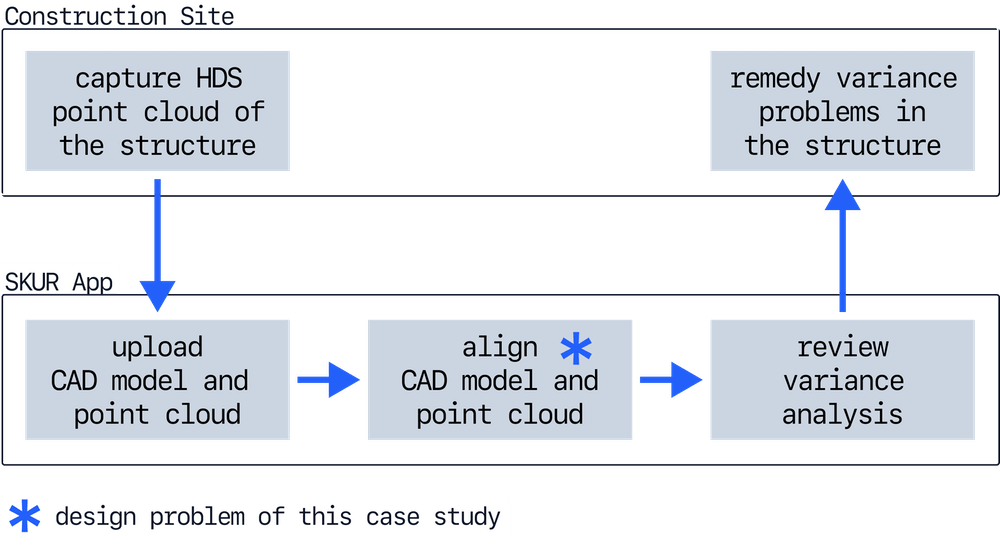 Construction Site
capture HDS
point cloud of
the structure
remedy variance
problems in
the structure
SKUR App
upload
CAD model and
point cloud
align *
CAD model and
point cloud
review
variance
analysis
* design problem of this case study